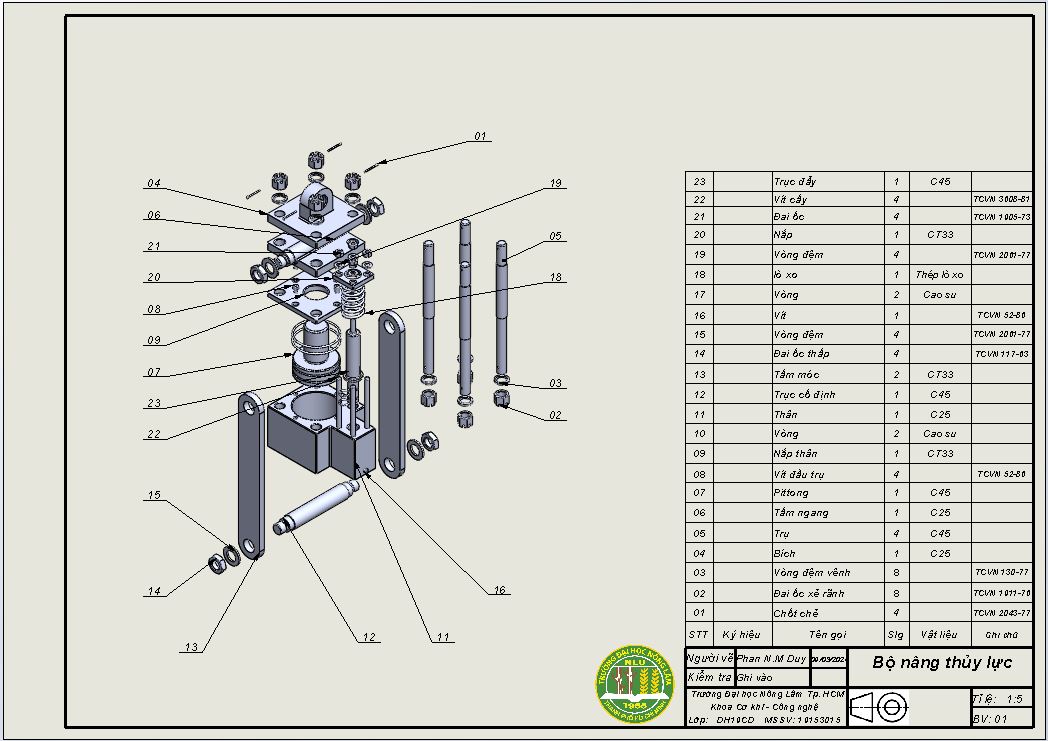 01
04
19
06
21
05
20
18
08
09
07
03
23
02
22
15
14
16
13
12
11
23 Trục đẩy 1 C45
22 Vít cấy 4 TCVN 3608-81
21 Đai ốc 4 TCVN 1905-73
20 Nắp 1 CT33
19 Vòng đệm 4 TCVN 2061-77
18 lò xo 1 Thép lò xo
17 Vòng 2 Cao su
16 Vít 1 TCVN 52-86
15 Vòng đệm 4 TCVN 2061-77
14 Đai ốc thấp 4 TCVN 117-63
13 Tấm móc 2 CT33
12 Trục cố định 1 C45
11 Thân 1 C25
10 Vòng 2 Cao su
09 Nắp thân 1 CT33
08 Vít đầu trụ 4 TCVN 52-86
07 Pittong 1 C45
06 Tấm ngang 1 C25
05 Trụ 4 C45
04 Bích 1 C25
03 Vòng đệm vênh 8 TCVN 130-77
02 Đai ốc xẻ rãnh 8 TCVN 1911-76
01 Chốt chẻ 4 TCVN 2043-77
STT Ký hiệu Tên gọi Slg Vật liệu Ghi chú
Người vẽ Phan N.M Duy
Kiểm tra Ghi vào
Bộ nâng thủy lực
Trường Đại học Nông Lâm Tp.HCM
Khoa Cơ khí - Công nghệ
Lớp: DH19CD MSSV: 19153015
Tỉ lệ: 1:5
BV: 01
TRƯỜNG ĐẠI HỌC NÔNG LÂM
NLU
1955
THÀNH PHỐ HỒ CHÍ MINH